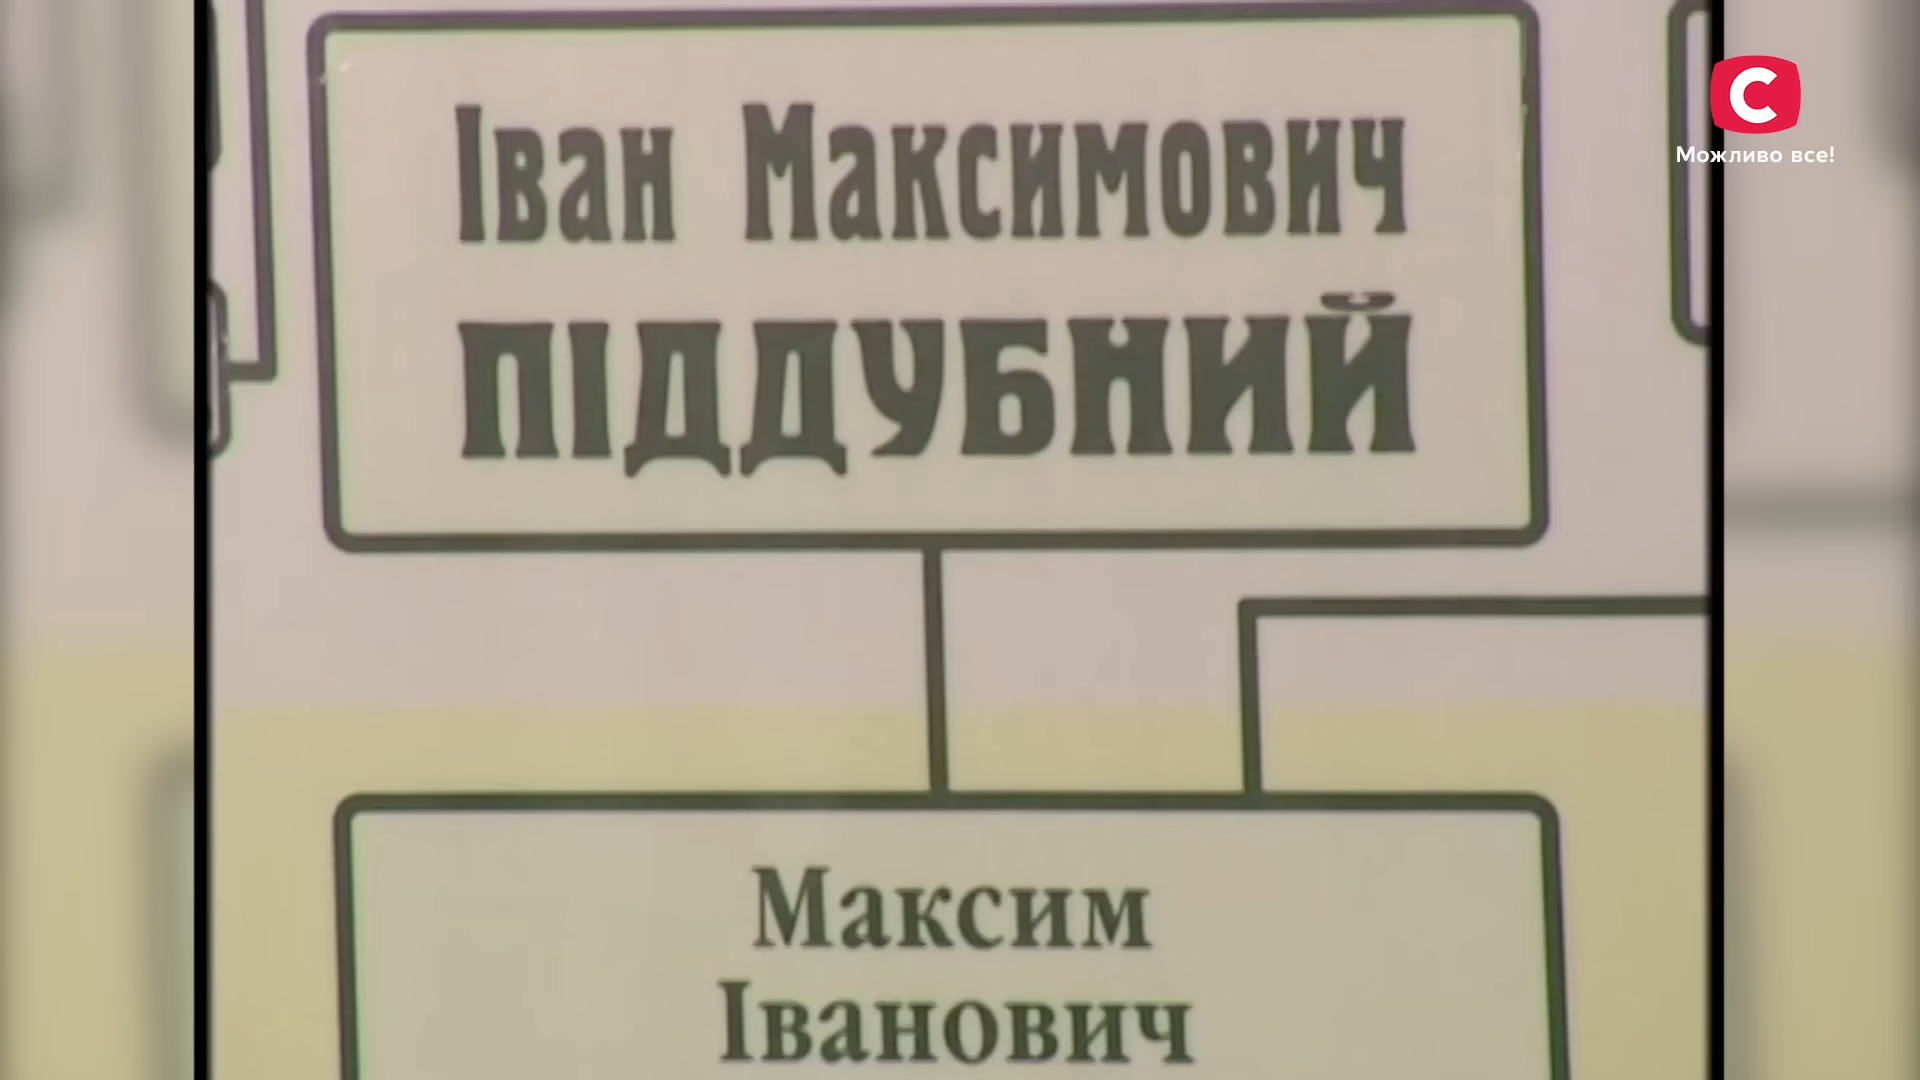 Іван Максимович
ПІДДУБНИЙ
Максим
Іванович
С
Можливо все!